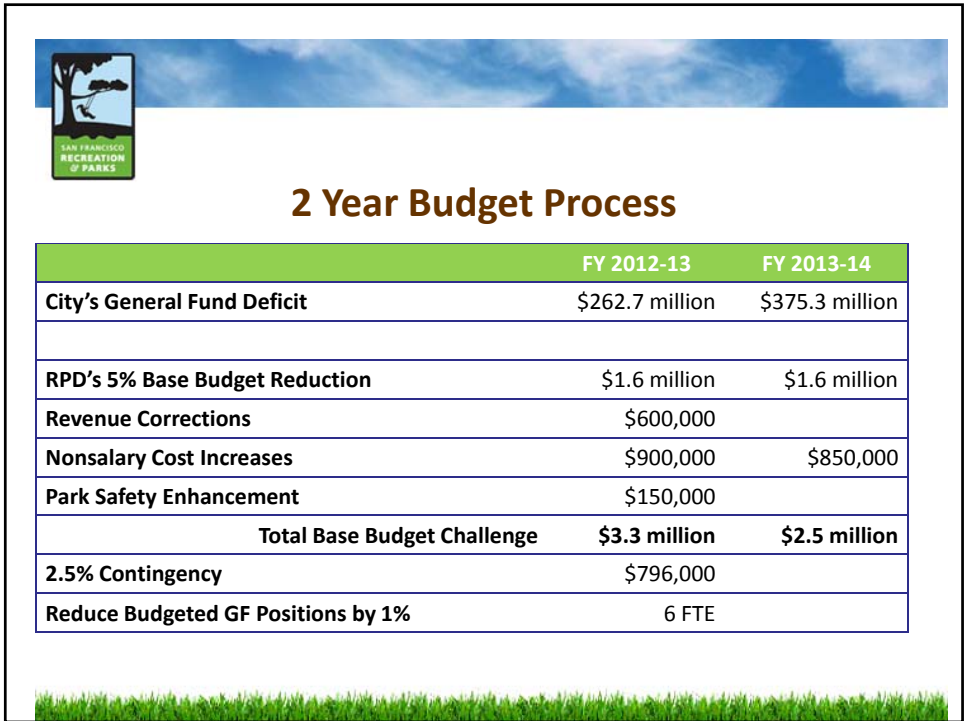 SAN FRANCISCO
RECREATION
& PARKS
2 Year Budget Process
FY 2012-13 FY 2013-14
City’s General Fund Deficit $262.7 million $375.3 million
RPD’s 5% Base Budget Reduction $1.6 million $1.6 million
Revenue Corrections $600,000
Nonsalary Cost Increases $900,000 $850,000
Park Safety Enhancement $150,000
Total Base Budget Challenge $3.3 million $2.5 million
2.5% Contingency $796,000
Reduce Budgeted GF Positions by 1% 6 FTE